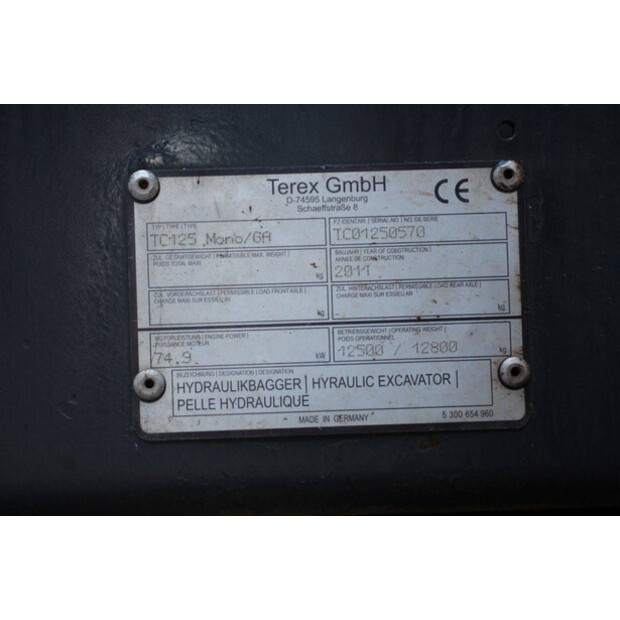 Terex GmbH
D-74595 Langenburg
Schaeffstraße 8
CE
TYP | TYPE | TYPE
TC125 Mono/GA
FZ-IDENT.NR. | SERIAL NO | NO. DE SERIE
TC01250570
ZUL. GESAMTGEWICHT | PERMISSIBLE MAX. WEIGHT |
POIDS TOTAL MAXI
kg
BAUJAHR | YEAR OF CONSTRUCTION |
ANNEE DE CONSTRUCTION
2011
ZUL. VORDERACHSLAST | PERMISSIBLE LOAD FRONT AXLE |
CHARGE MAXI SUR ESSIEU AV
kg
ZUL. HINTERACHSLAST | PERMISSIBLE LOAD REAR AXLE |
CHARGE MAXI SUR ESSIEU AR
kg
MOTORLEISTUNG | ENGINE POWER |
PUISSANCE MOTEUR
74.9 kW
BETRIEBSGEWICHT | OPERATING WEIGHT |
POIDS OPERATIONNEL
12500 / 12800 kg
BEZEICHNUNG | DESIGNATION | DESIGNATION
HYDRAULIKBAGGER | HYRAULIC EXCAVATOR |
PELLE HYDRAULIQUE
MADE IN GERMANY
5 300 654 960